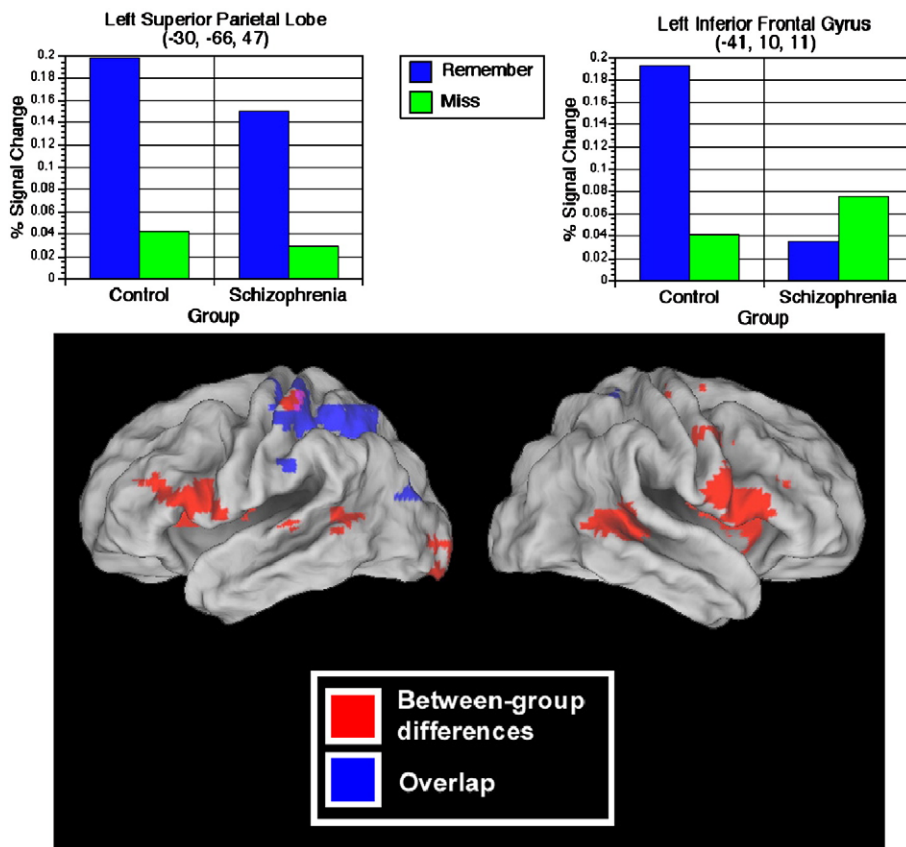 Left Superior Parietal Lobe
(-30, -66, 47)
% Signal Change
0.2
0.18
0.16
0.14
0.12
0.1
0.08
0.06
0.04
0.02
0
Control
Schizophrenia
Group
Remember
Miss
Left Inferior Frontal Gyrus
(-41, 10, 11)
% Signal Change
0.2
0.18
0.16
0.14
0.12
0.1
0.08
0.06
0.04
0.02
0
Control
Schizophrenia
Group
Between-group
differences
Overlap